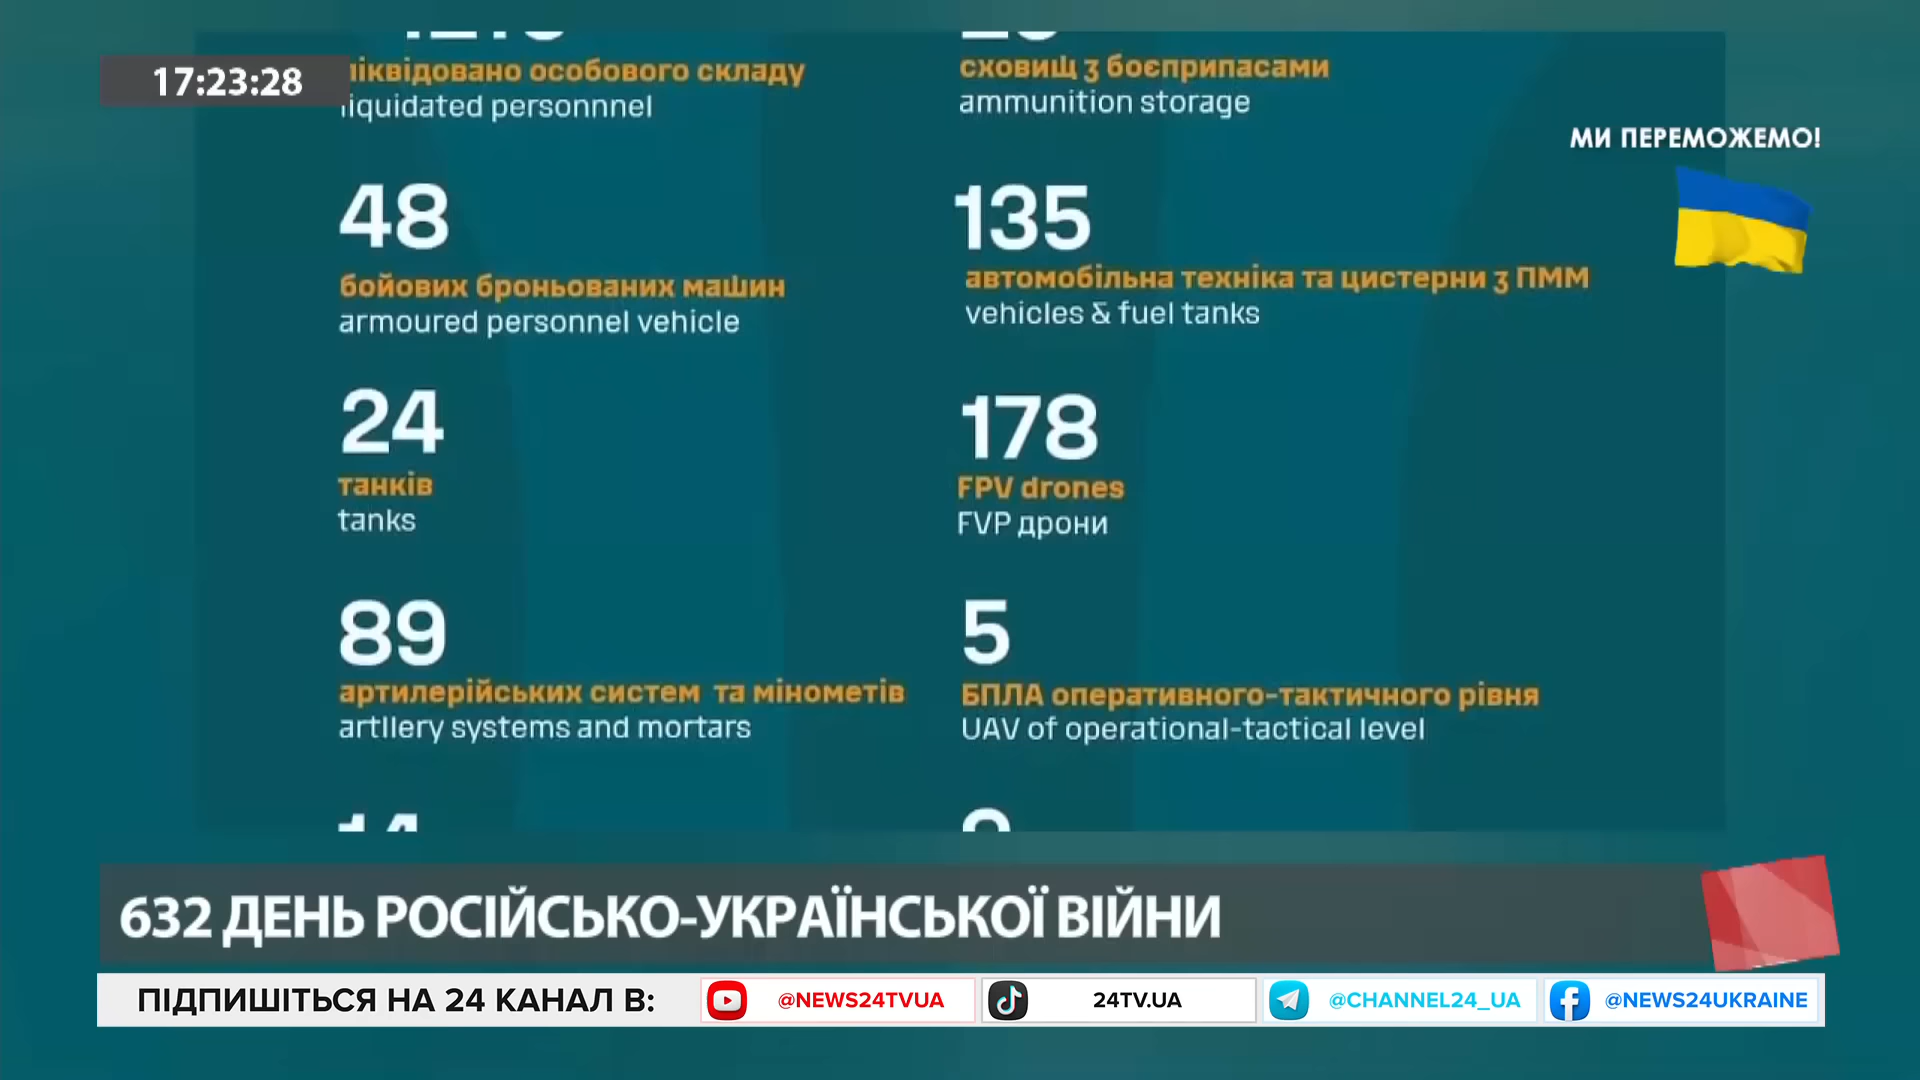 17:23:28
ліквідовано особового складу
liquidated personnnel
сховищ з боєприпасами
ammunition storage
МИ ПЕРЕМОЖЕМО!
48
бойових броньованих машин
armoured personnel vehicle
135
автомобільна техніка та цистерни з ПММ
vehicles & fuel tanks
24
танків
tanks
178
FPV drones
FVP дрони
89
артилерійських систем та мінометів
artllery systems and mortars
5
БПЛА оперативного-тактичного рівня
UAV of operational-tactical level
632 ДЕНЬ РОСІЙСЬКО-УКРАЇНСЬКОЇ ВІЙНИ
ПІДПИШІТЬСЯ НА 24 КАНАЛ В:
@NEWS24TVUA
24TV.UA
@CHANNEL24_UA
@NEWS24UKRAINE